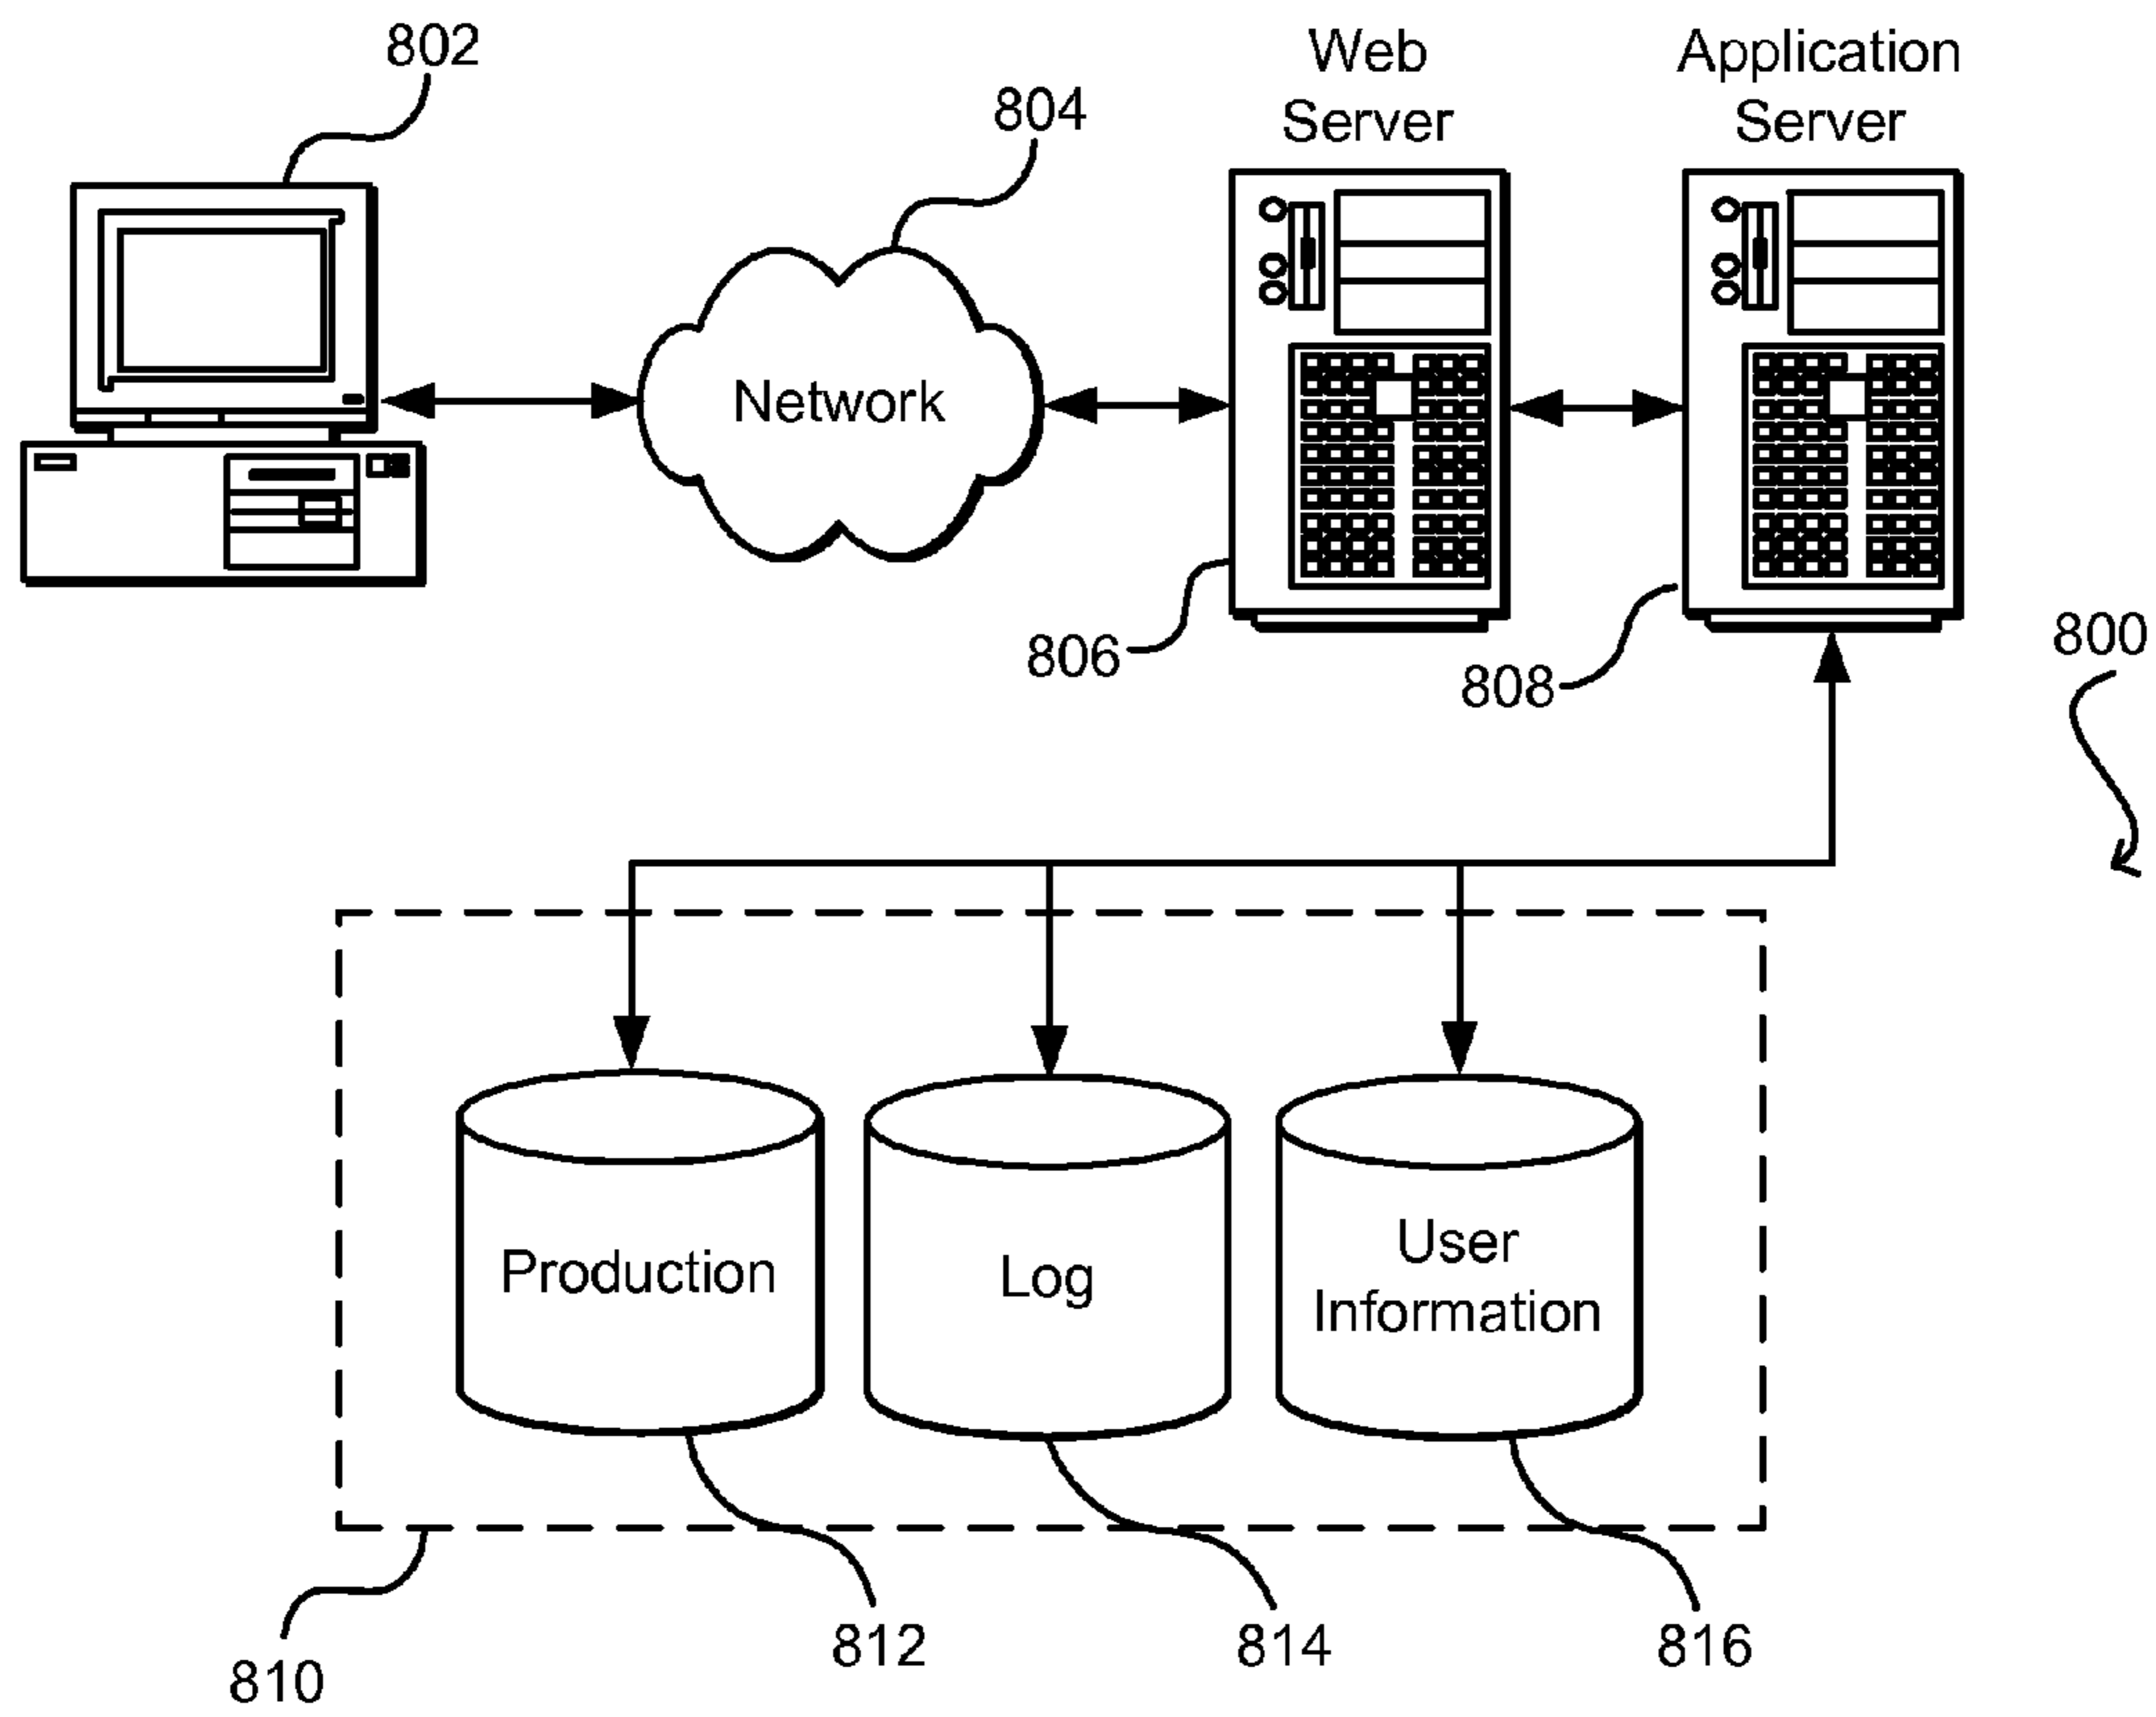 802
804
Web
Server
Application
Server
Network
806
808
800
Production
Log
User
Information
810
812
814
816